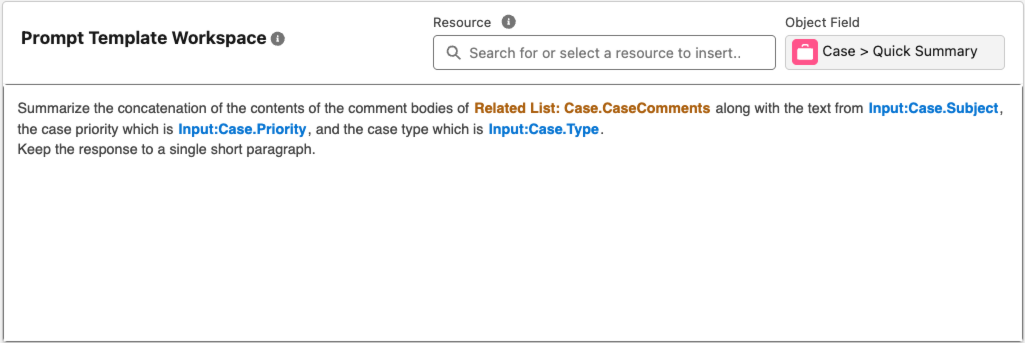 Prompt Template Workspace
Resource
Search for or select a resource to insert..
Object Field
Case > Quick Summary
Summarize the concatenation of the contents of the comment bodies of Related List: Case.CaseComments along with the text from Input:Case.Subject,
the case priority which is Input:Case.Priority, and the case type which is Input:Case.Type.
Keep the response to a single short paragraph.